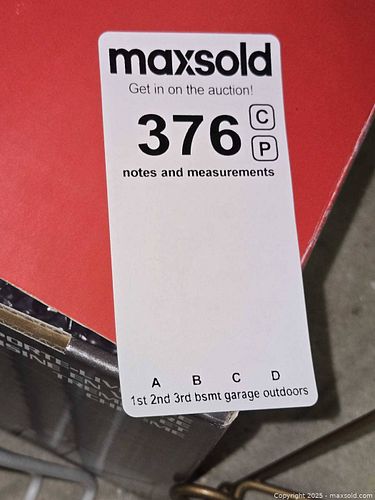 maxsold
Get in on the auction!
376 C
P
notes and measurements
A B C D
1st 2nd 3rd bsmt garage outdoors
CHROME
Copyright © 2025 - maxsold.com